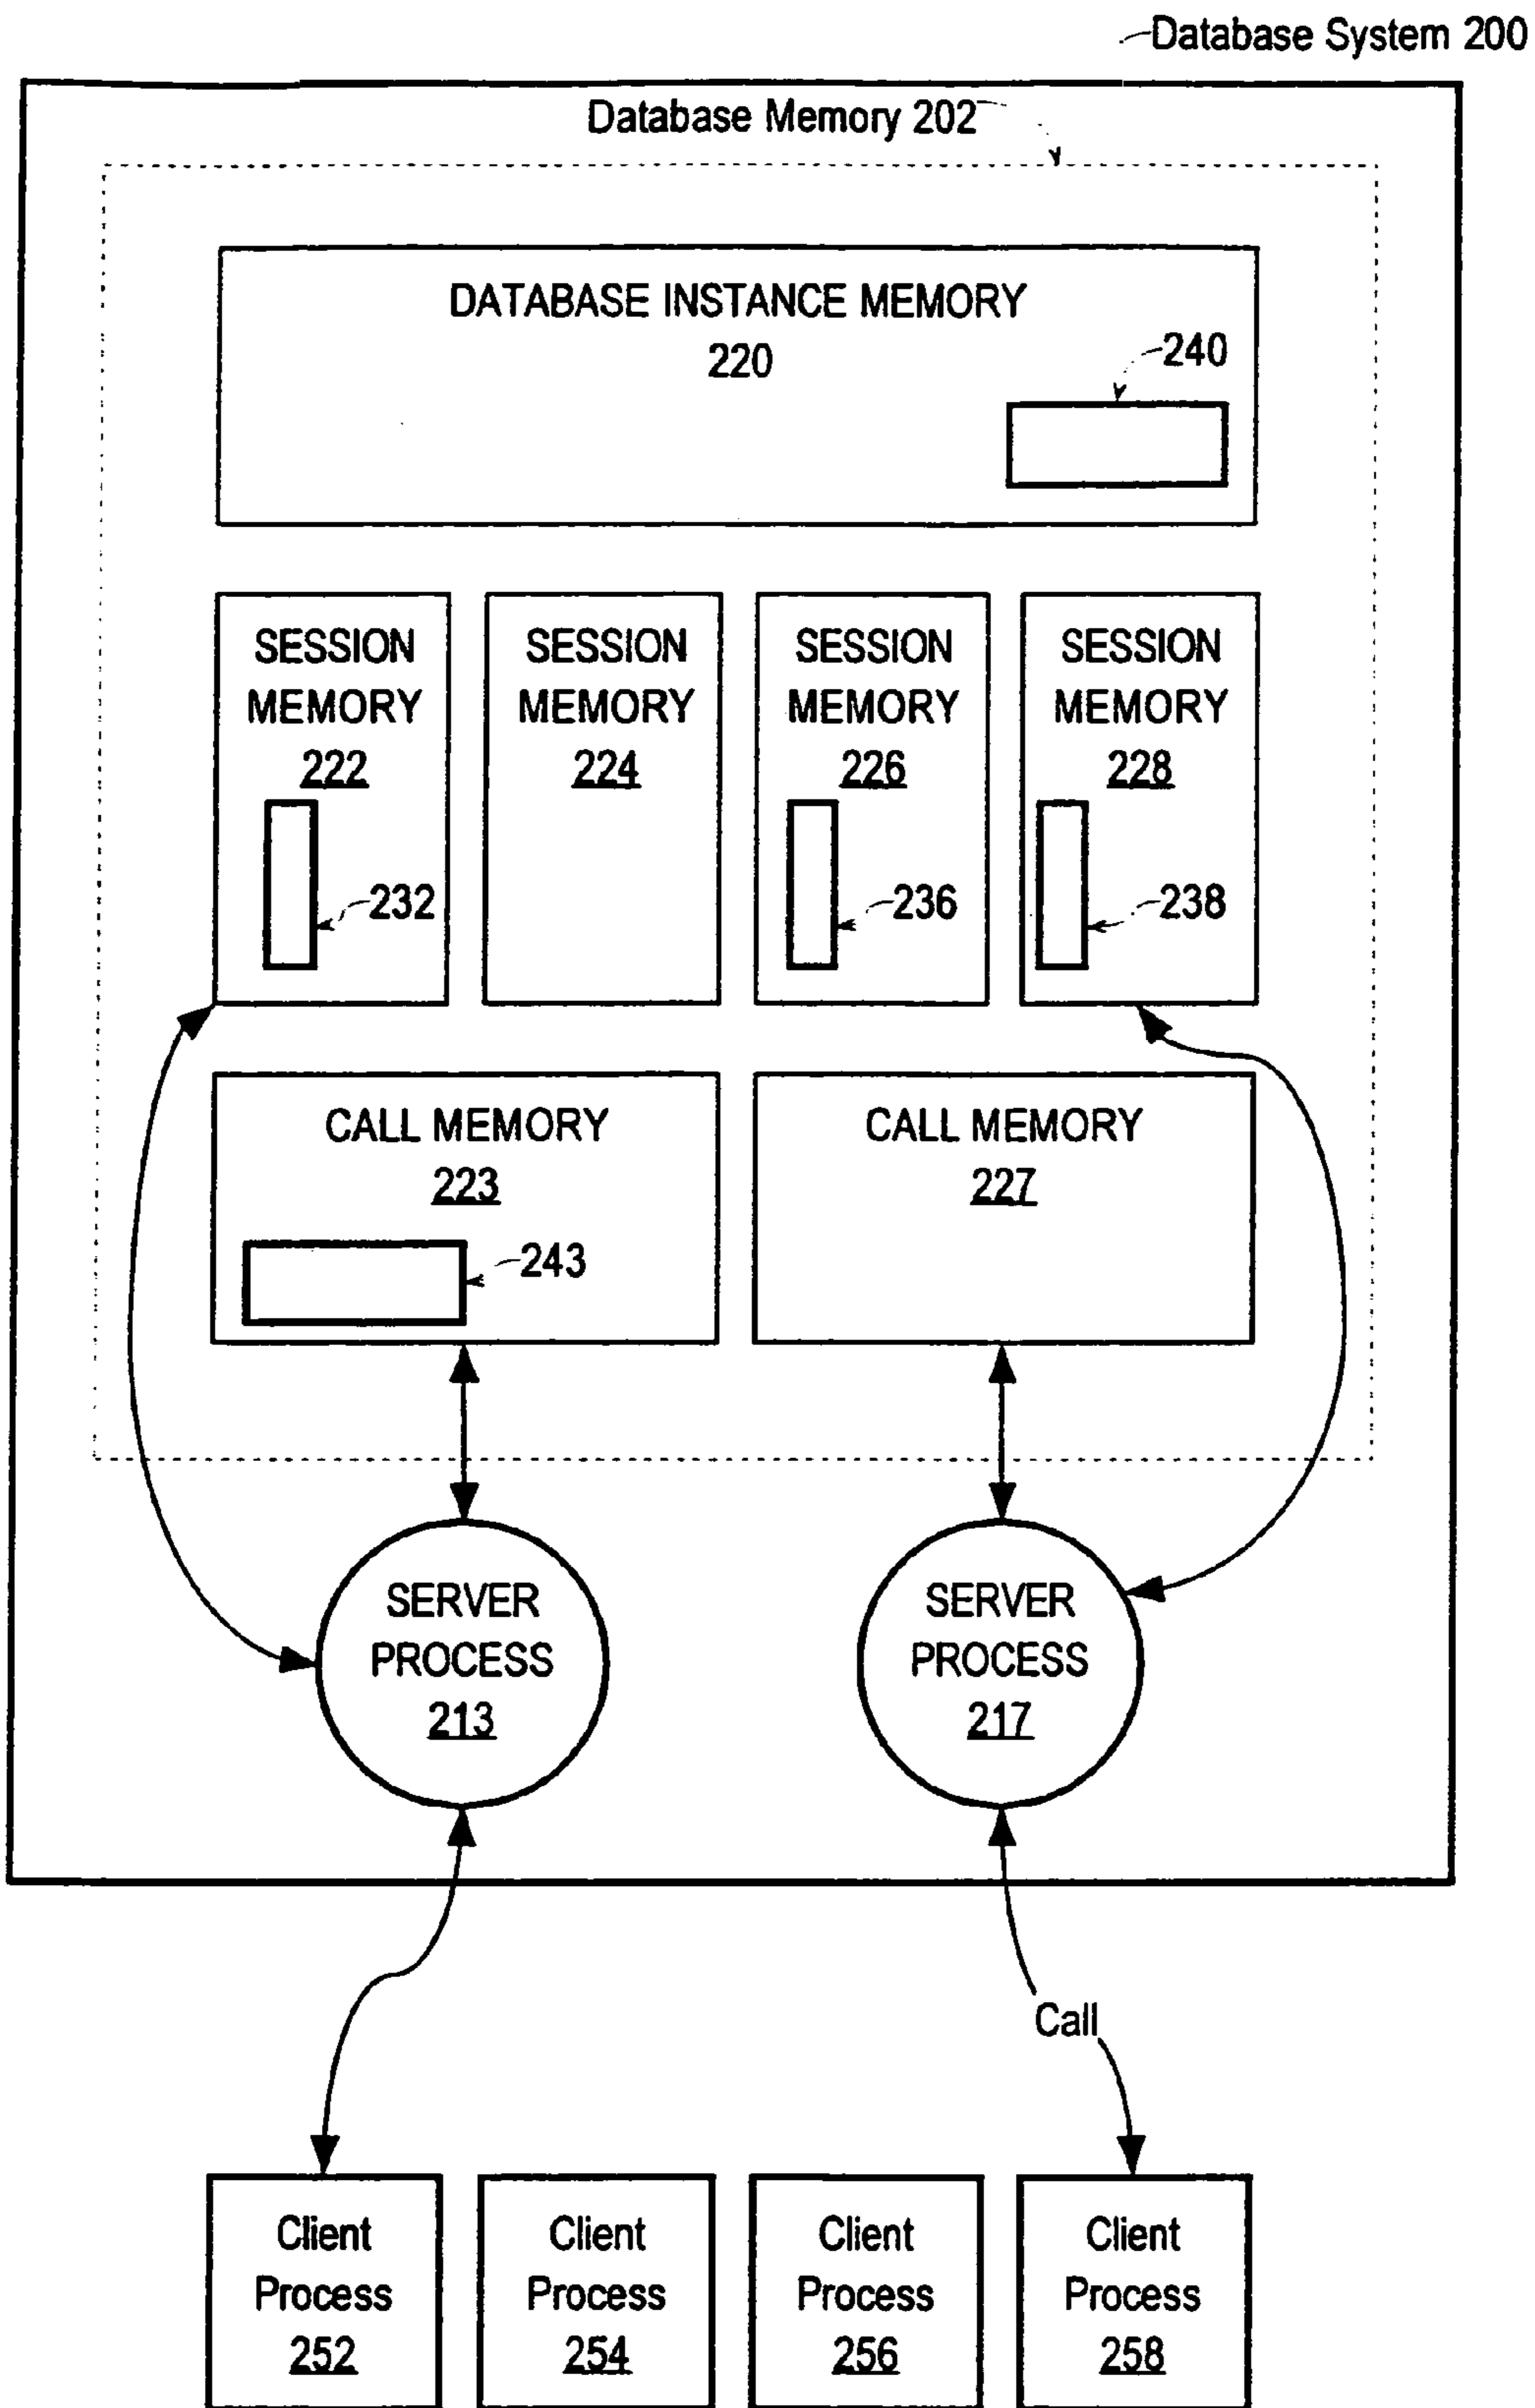 Database System 200
Database Memory 202
DATABASE INSTANCE MEMORY
220
240
SESSION
MEMORY
222
232
SESSION
MEMORY
224
SESSION
MEMORY
226
236
SESSION
MEMORY
228
238
CALL MEMORY
223
243
CALL MEMORY
227
SERVER
PROCESS
213
SERVER
PROCESS
217
Call
Client
Process
252
Client
Process
254
Client
Process
256
Client
Process
258